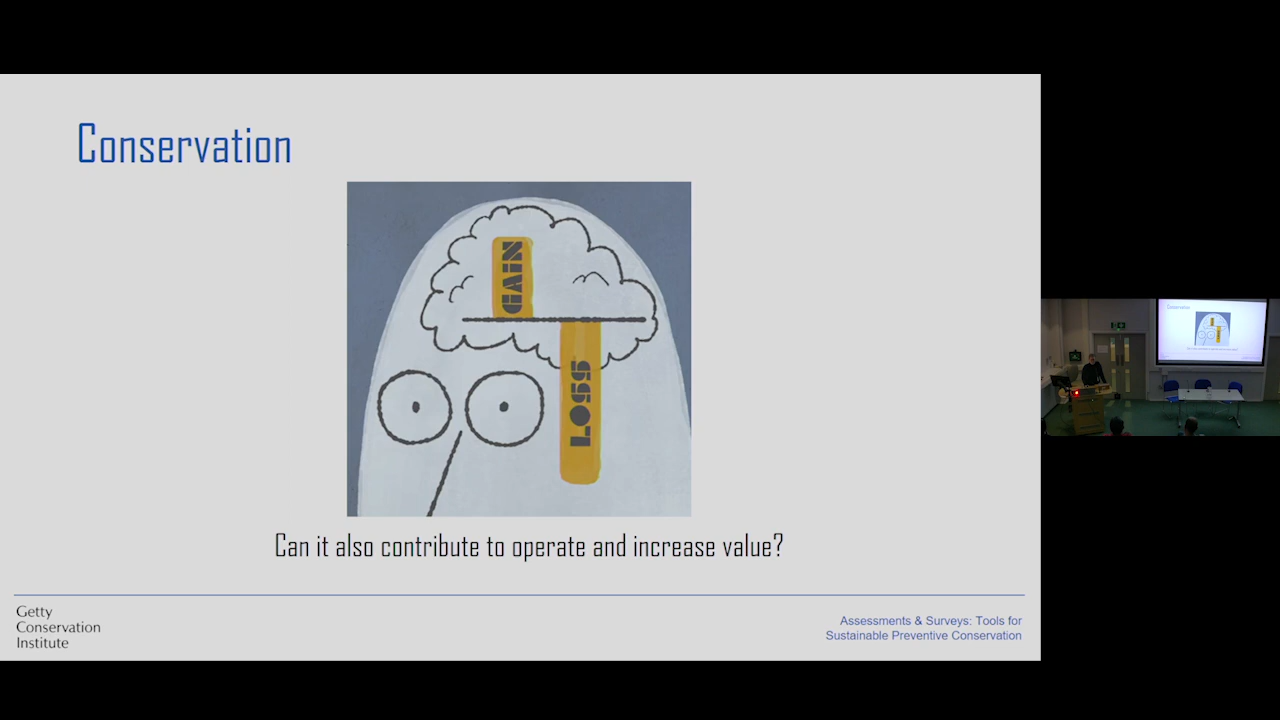 Conservation
GAIN
LOSS
Can it also contribute to operate and increase value?
Getty
Conservation
Institute
Assessments & Surveys: Tools for
Sustainable Preventive Conservation
Conservation